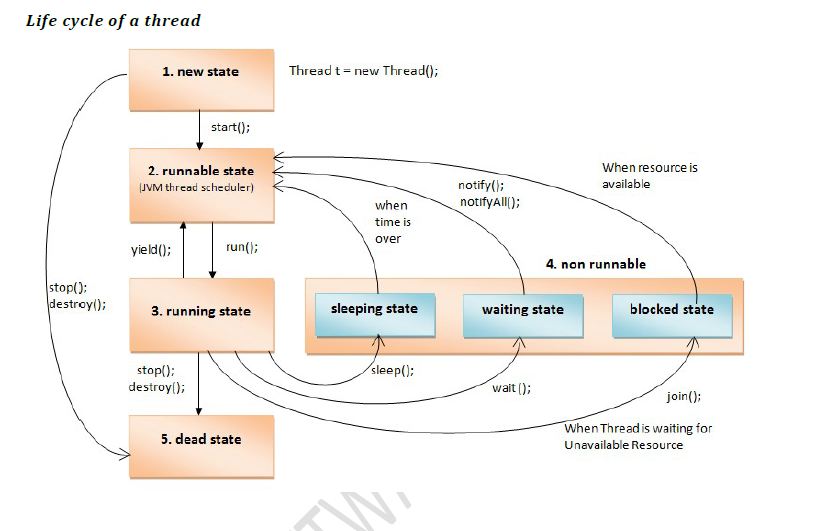 Life cycle of a thread
1. new state
Thread t = new Thread();
start();
2. runnable state
(JVM thread scheduler)
When resource is
available
notify();
notifyAll();
when
time is
over
yield();
run();
4. non runnable
stop();
destroy();
3. running state
sleeping state
waiting state
blocked state
stop();
destroy();
sleep();
wait();
join();
When Thread is waiting for
Unavailable Resource
5. dead state